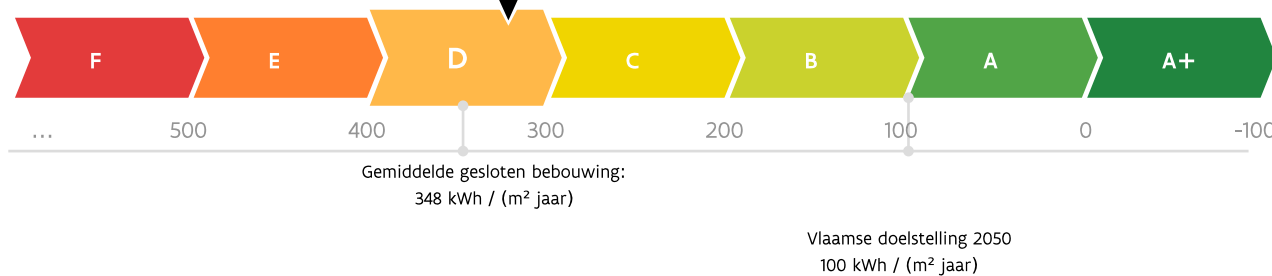 F E D C B A A+
... 500 400 300 200 100 0 -100
Gemiddelde gesloten bebouwing:
348 kWh / (m² jaar)
Vlaamse doelstelling 2050
100 kWh / (m² jaar)